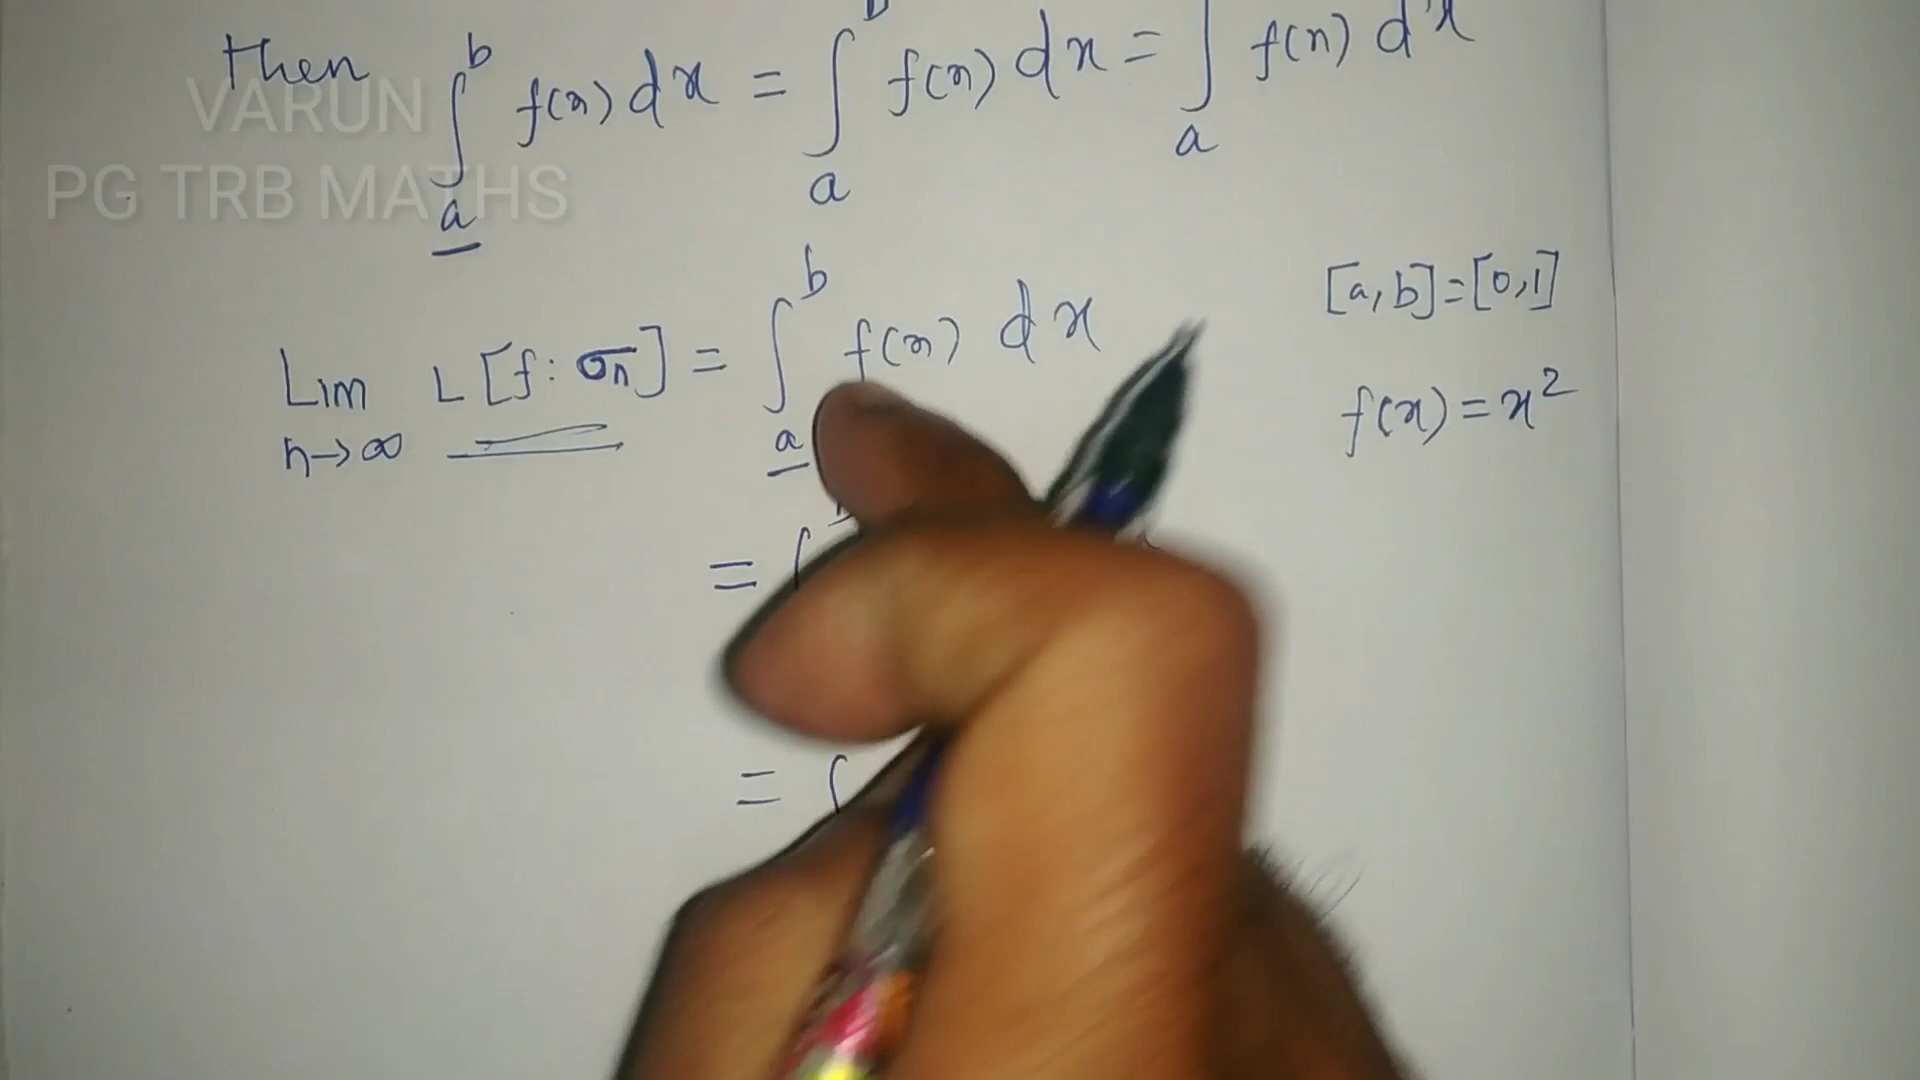 then ∫_a^b f(x) dx = ∫_a^b f(x) dx = ∫_a f(x) dx
VARUN
PG TRB MATHS
[a, b] = [0,1]
Lim n→∞ L [f : σn] = ∫_a^b f(x) dx
f(x) = x²
= ∫
= ∫